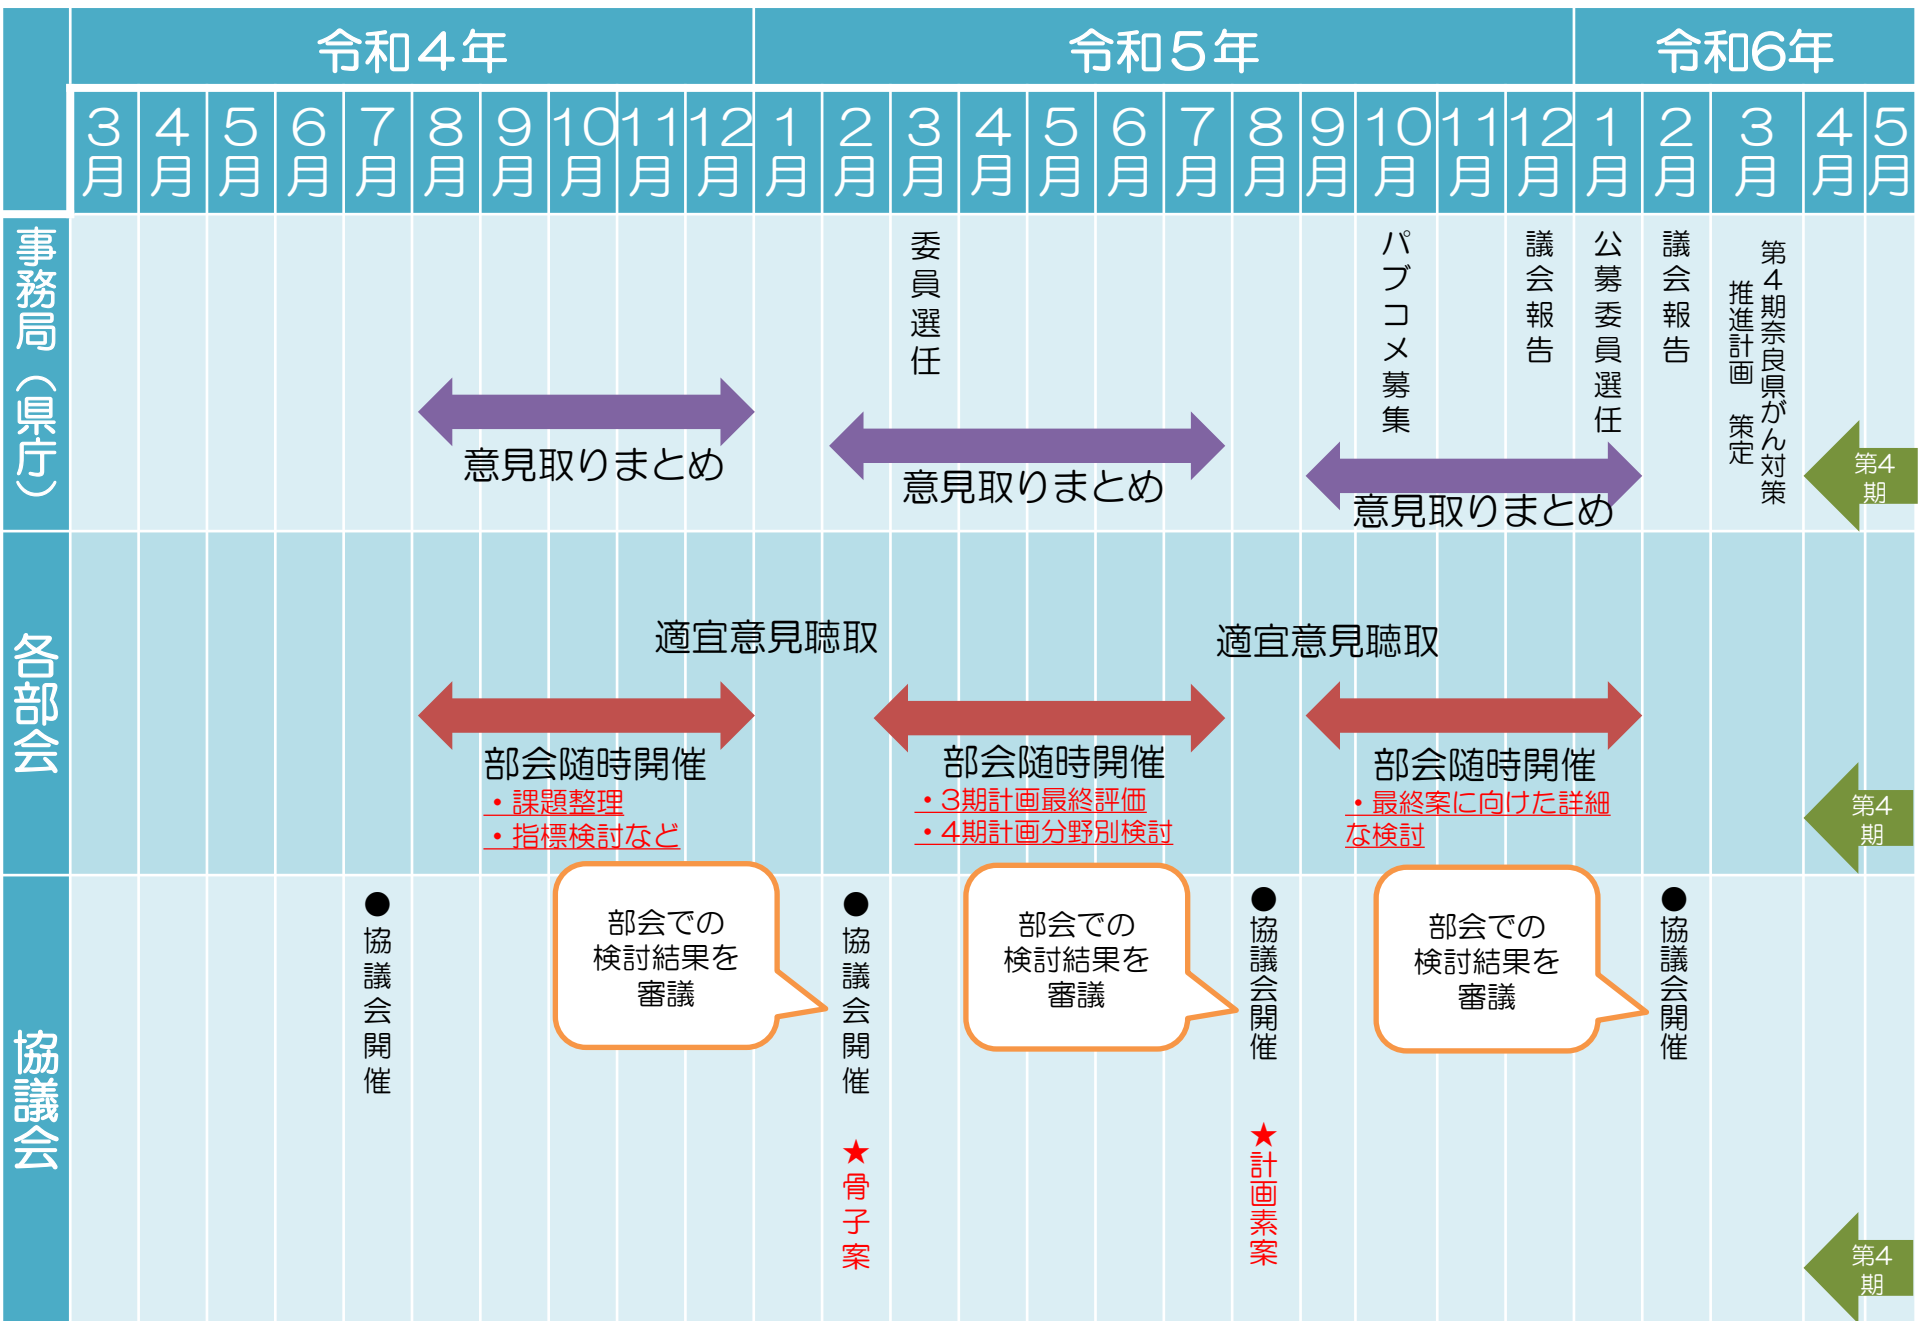 令和４年
令和５年
令和6年
３月
４月
５月
６月
７月
８月
９月
10月
11月
12月
１月
２月
３月
４月
５月
６月
７月
８月
９月
10月
11月
12月
１月
２月
３月
４月
５月
事務局（県庁）
委員選任
パブコメ募集
議会報告
公募委員選任
議会報告
第４期奈良県がん対策
推進計画　策定
意見取りまとめ
意見取りまとめ
意見取りまとめ
第4
期
各部会
適宜意見聴取
適宜意見聴取
部会随時開催
・課題整理
・指標検討など
部会随時開催
・3期計画最終評価
・4期計画分野別検討
部会随時開催
・最終案に向けた詳細
な検討
第4
期
協議会
●協議会開催
部会での
検討結果を
審議
●協議会開催
★骨子案
部会での
検討結果を
審議
●協議会開催
★計画素案
部会での
検討結果を
審議
●協議会開催
第4
期